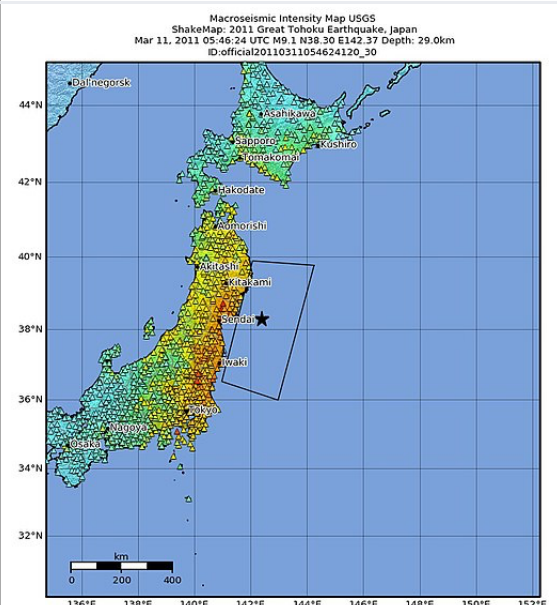 Macroseismic Intensity Map USGS
ShakeMap: 2011 Great Tohoku Earthquake, Japan
Mar 11, 2011 05:46:24 UTC M9.1 N38.30 E142.37 Depth: 29.0km
ID:official20110311054624120_30
Dal'negorsk
44°N
Asahikawa
Sapporo
Kushiro
Tomakomai
42°N
Hakodate
Aomorishi
40°N
Akitashi
Kitakami
38°N
Sendai
Iwaki
36°N
Tokyo
Nagoya
Osaka
34°N
32°N
km
0 200 400
136°E 138°E 140°E 142°E 144°E 146°E 148°E 150°E 152°E